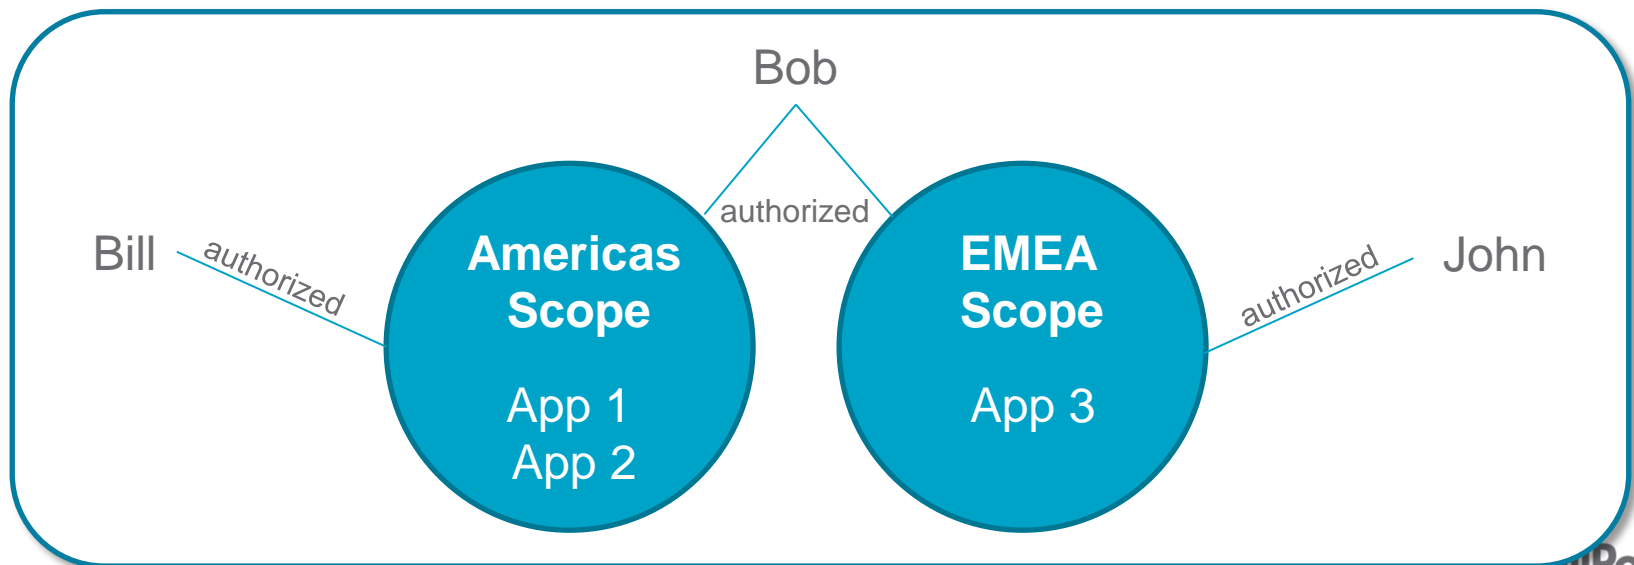 Bob
authorized
Bill
authorized
Americas
Scope
App 1
App 2
EMEA
Scope
App 3
authorized
John